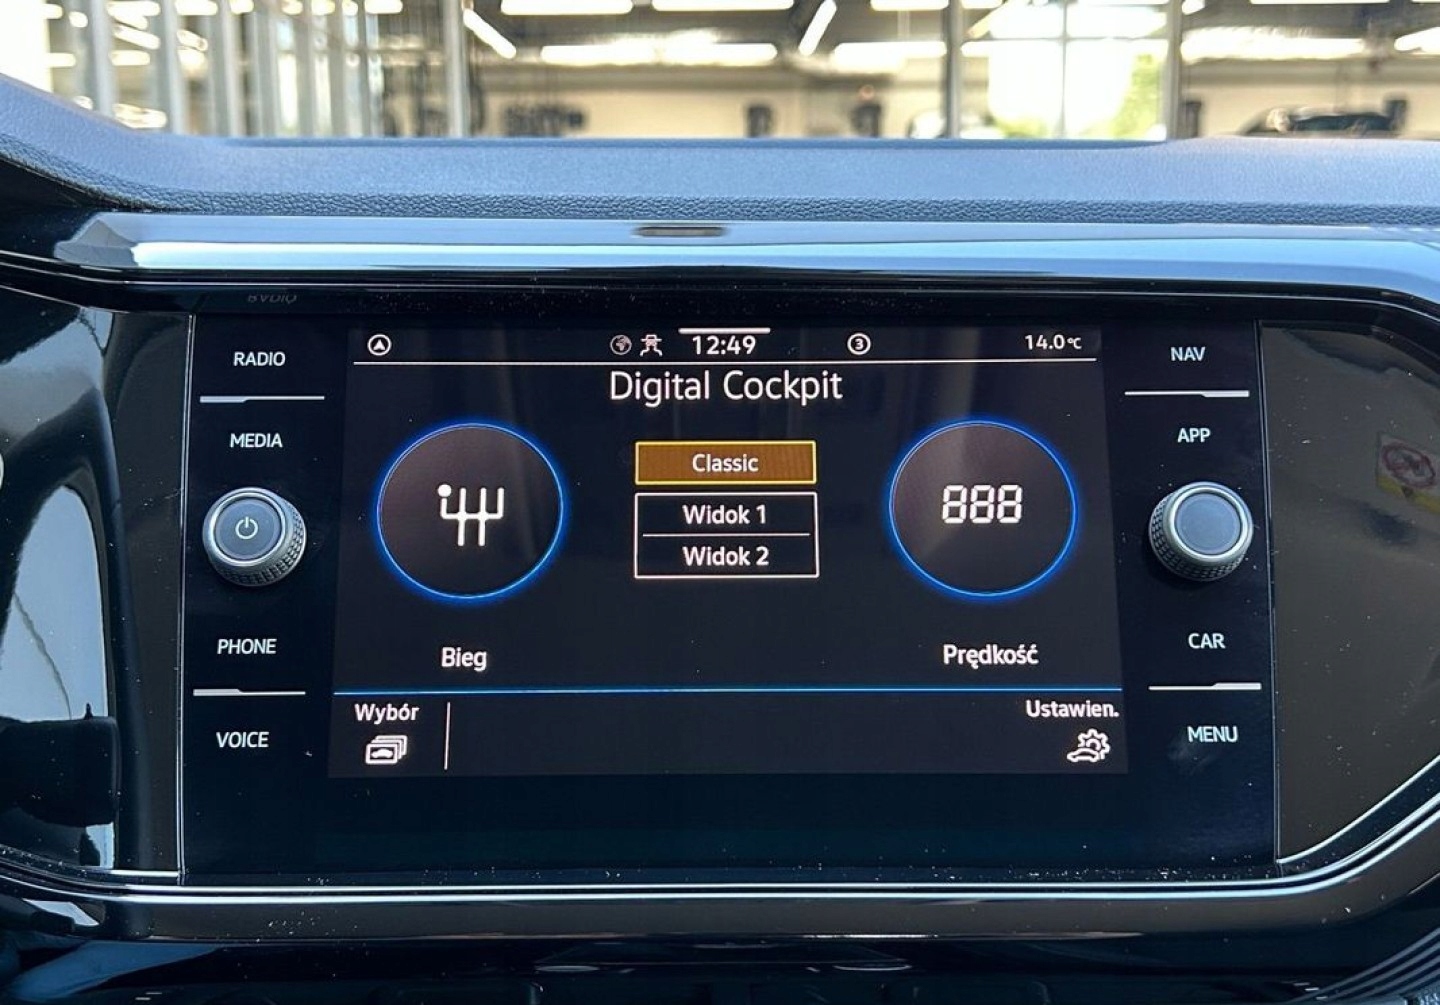 RADIO
MEDIA
PHONE
VOICE
12:49
3
14.0°C
Digital Cockpit
Classic
Widok 1
Widok 2
888
Bieg
Prędkość
Wybór
Ustawien.
NAV
APP
CAR
MENU